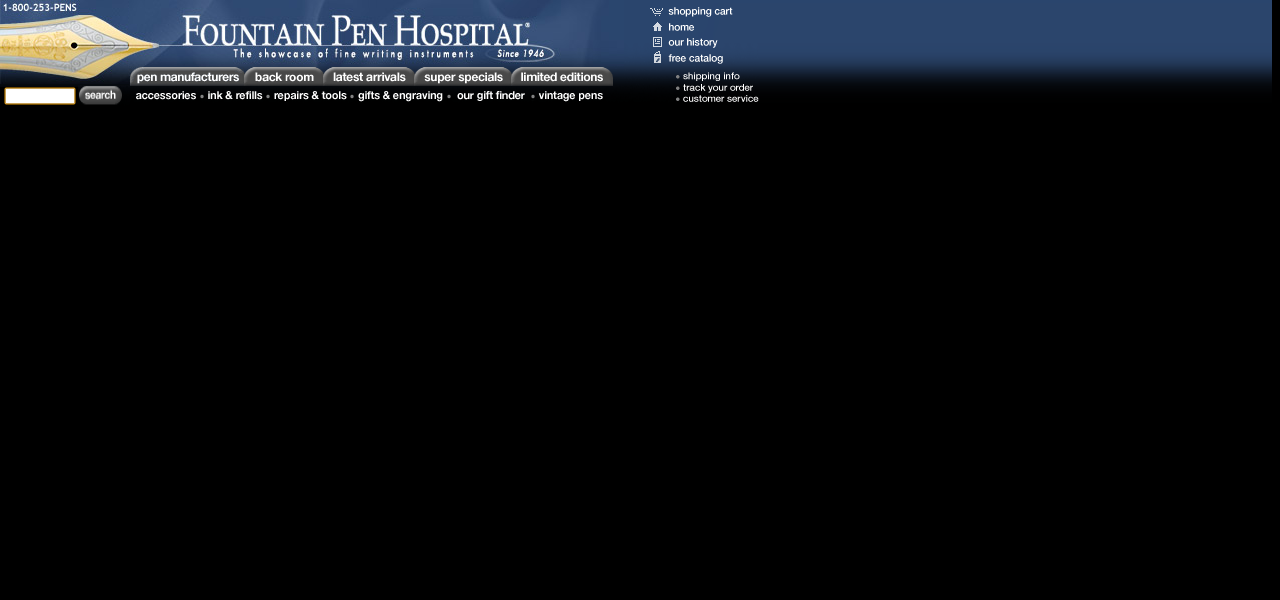 1-800-253-PENS
FOUNTAIN PEN HOSPITAL®
The showcase of fine writing instruments Since 1946
pen manufacturers back room latest arrivals super specials limited editions
search
accessories • ink & refills • repairs & tools • gifts & engraving • our gift finder • vintage pens
shopping cart
home
our history
free catalog
• shipping info
• track your order
• customer service